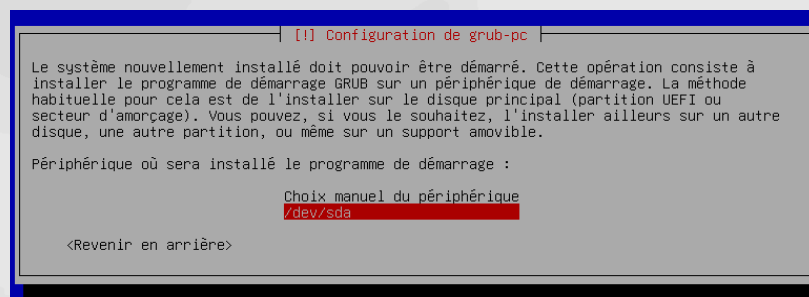 [!] Configuration de grub-pc
Le système nouvellement installé doit pouvoir être démarré. Cette opération consiste à
installer le programme de démarrage GRUB sur un périphérique de démarrage. La méthode
habituelle pour cela est de l'installer sur le disque principal (partition UEFI ou
secteur d'amorçage). Vous pouvez, si vous le souhaitez, l'installer ailleurs sur un autre
disque, une autre partition, ou même sur un support amovible.
Périphérique où sera installé le programme de démarrage :
Choix manuel du périphérique
/dev/sda
<Revenir en arrière>